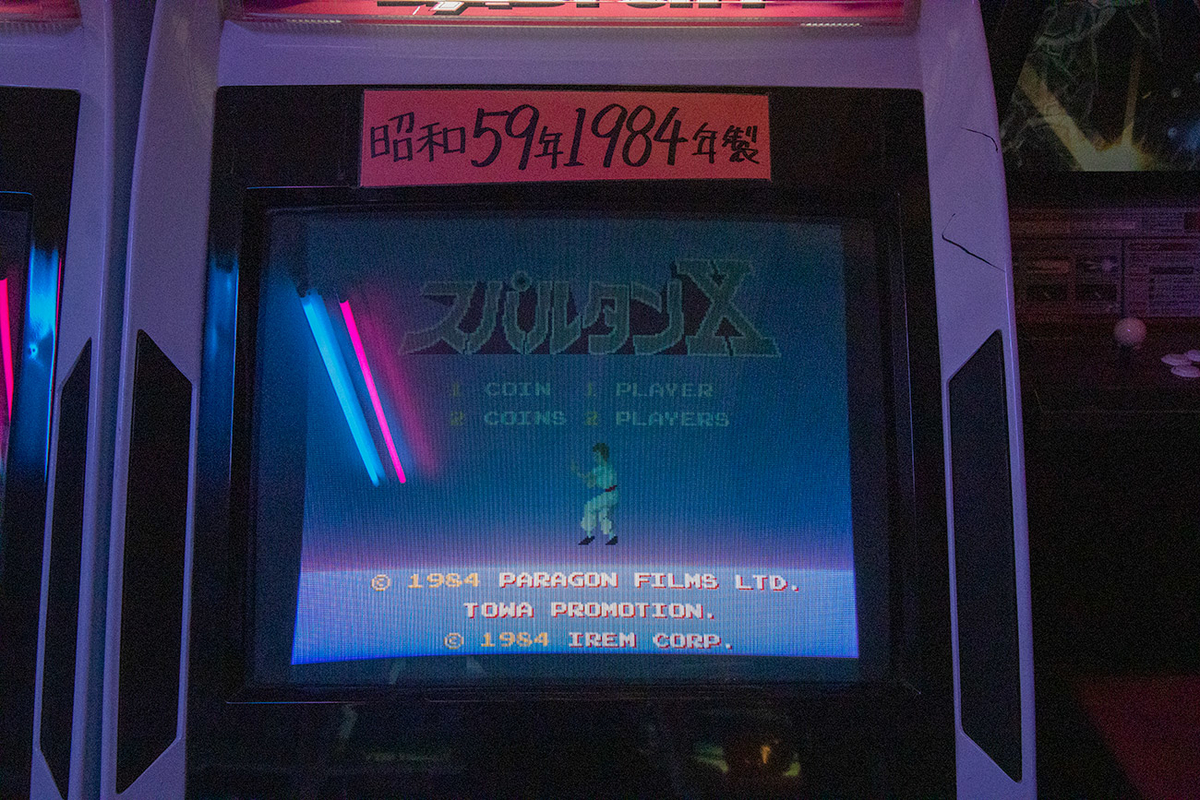 昭和59年1984年製
スパルタンX
1 COIN 1 PLAYER
2 COINS 2 PLAYERS
© 1984 PARAGON FILMS LTD.
TOWA PROMOTION.
© 1984 IREM CORP.